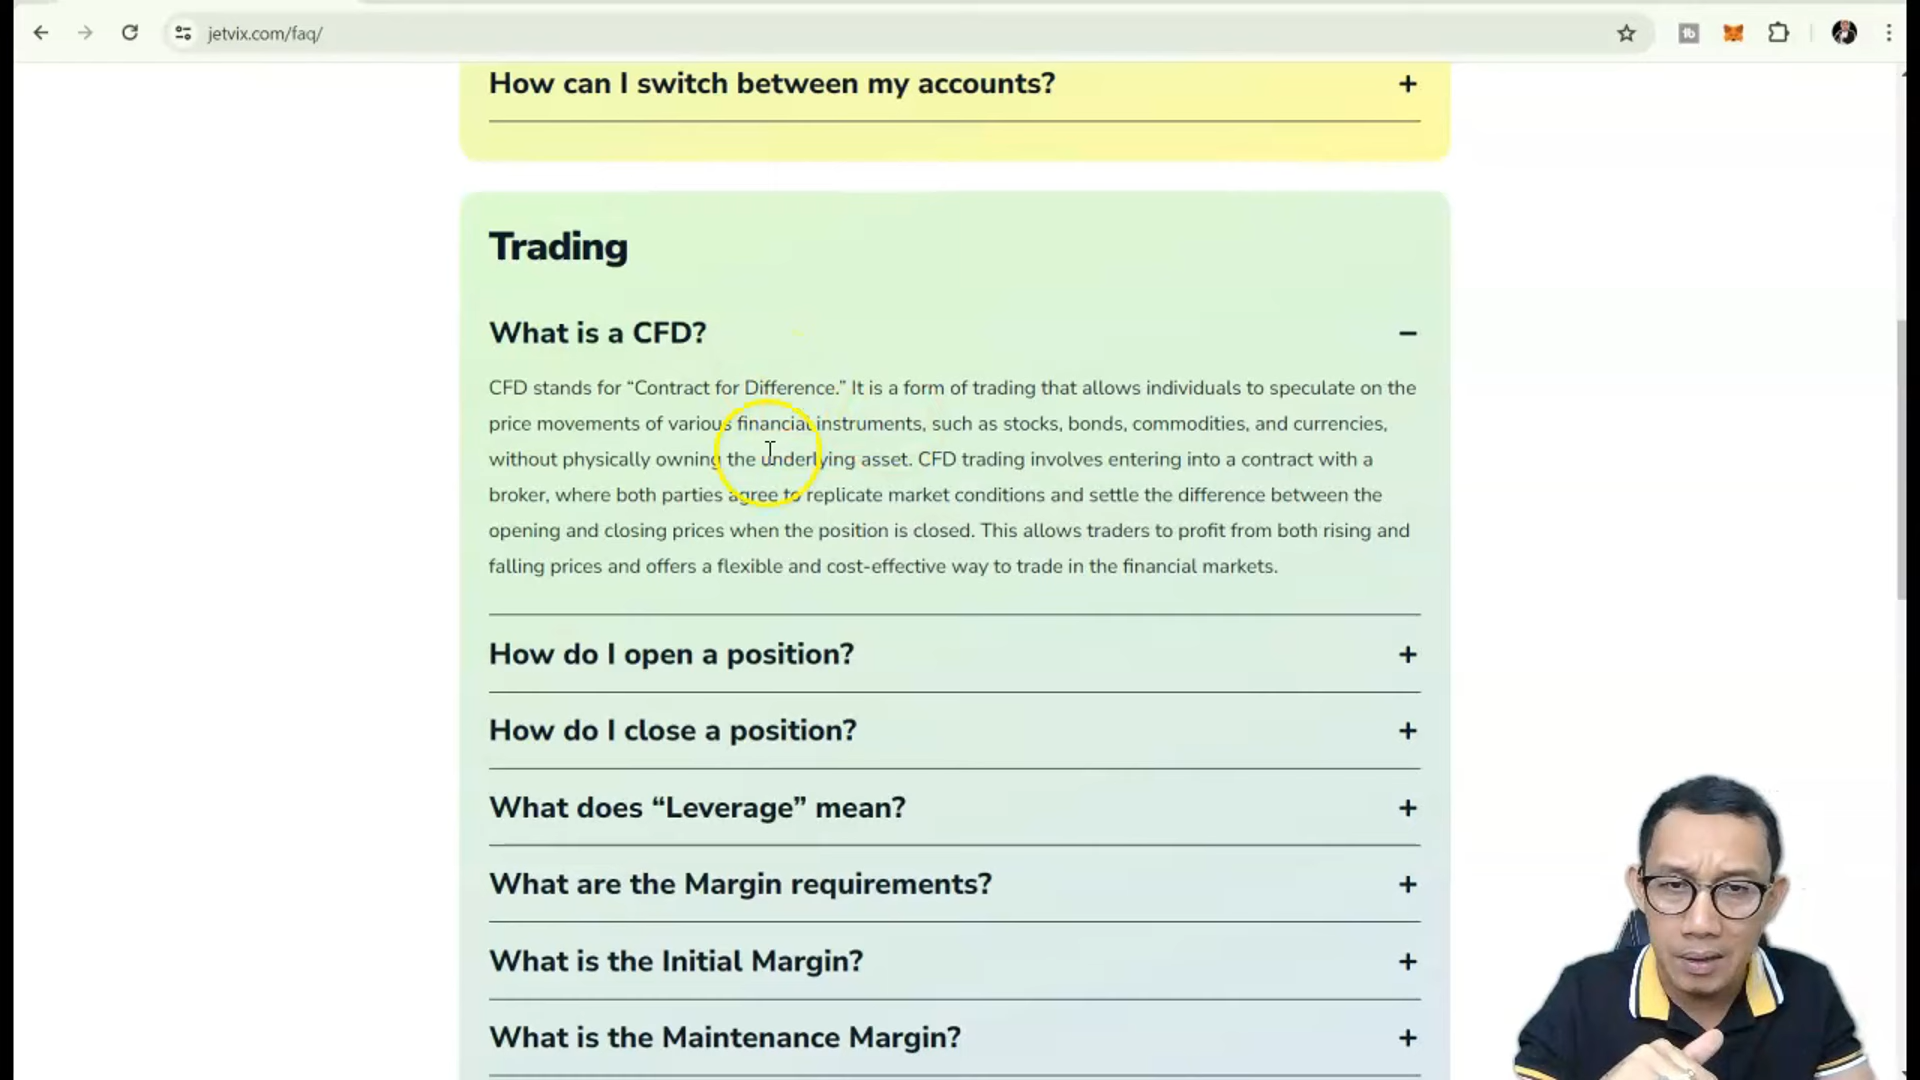 jetvix.com/faq/
How can I switch between my accounts?
Trading
What is a CFD?
CFD stands for “Contract for Difference.” It is a form of trading that allows individuals to speculate on the
price movements of various financial instruments, such as stocks, bonds, commodities, and currencies,
without physically owning the underlying asset. CFD trading involves entering into a contract with a
broker, where both parties agree to replicate market conditions and settle the difference between the
opening and closing prices when the position is closed. This allows traders to profit from both rising and
falling prices and offers a flexible and cost-effective way to trade in the financial markets.
How do I open a position?
How do I close a position?
What does “Leverage” mean?
What are the Margin requirements?
What is the Initial Margin?
What is the Maintenance Margin?